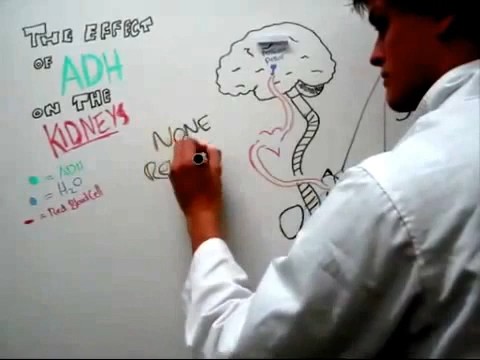 THE EFFECT
OF ADH
ON THE
KIDNEYS
= ADH
= H2O
= Red Blood Cell
NONE